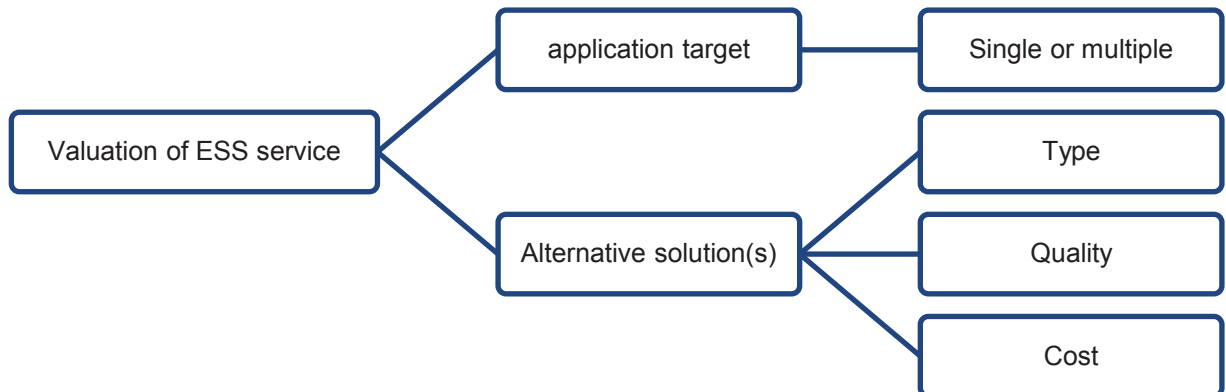 application target
Single or multiple
Valuation of ESS service
Type
Alternative solution(s)
Quality
Cost